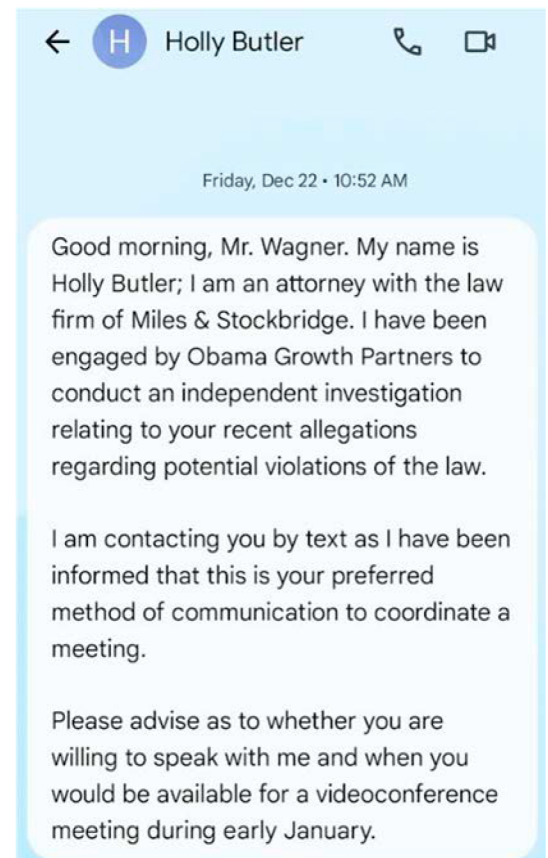 H Holly Butler
Friday, Dec 22 • 10:52 AM
Good morning, Mr. Wagner. My name is
Holly Butler; I am an attorney with the law
firm of Miles & Stockbridge. I have been
engaged by Obama Growth Partners to
conduct an independent investigation
relating to your recent allegations
regarding potential violations of the law.
I am contacting you by text as I have been
informed that this is your preferred
method of communication to coordinate a
meeting.
Please advise as to whether you are
willing to speak with me and when you
would be available for a videoconference
meeting during early January.